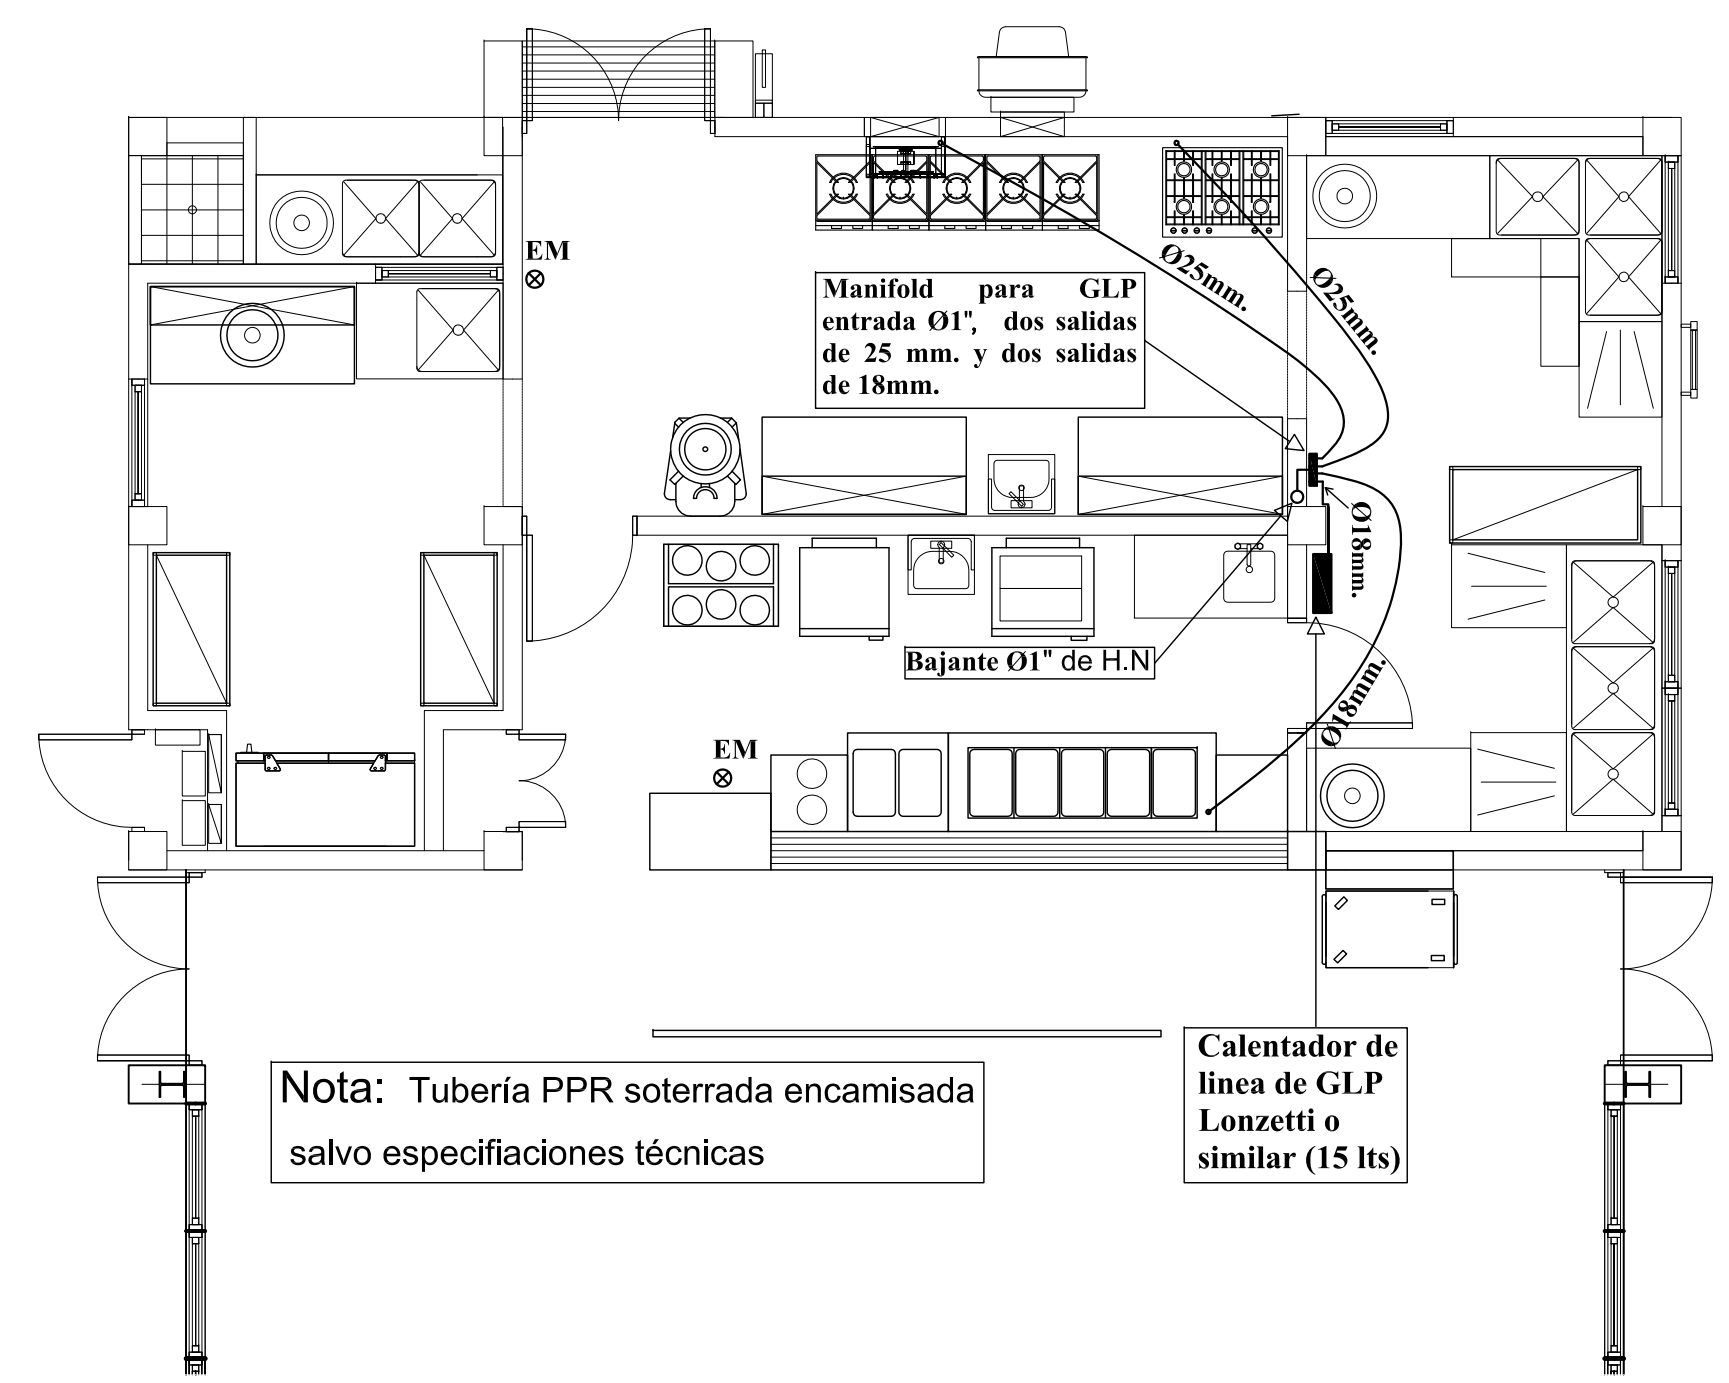 EM
Ø25mm.
Ø25mm.
Manifold para GLP
entrada Ø1", dos salidas
de 25 mm. y dos salidas
de 18mm.
Ø18mm.
Bajante Ø1" de H.N
Ø18mm.
EM
Calentador de
linea de GLP
Lonzetti o
similar (15 lts)
Nota: Tubería PPR soterrada encamisada
salvo especifiaciones técnicas